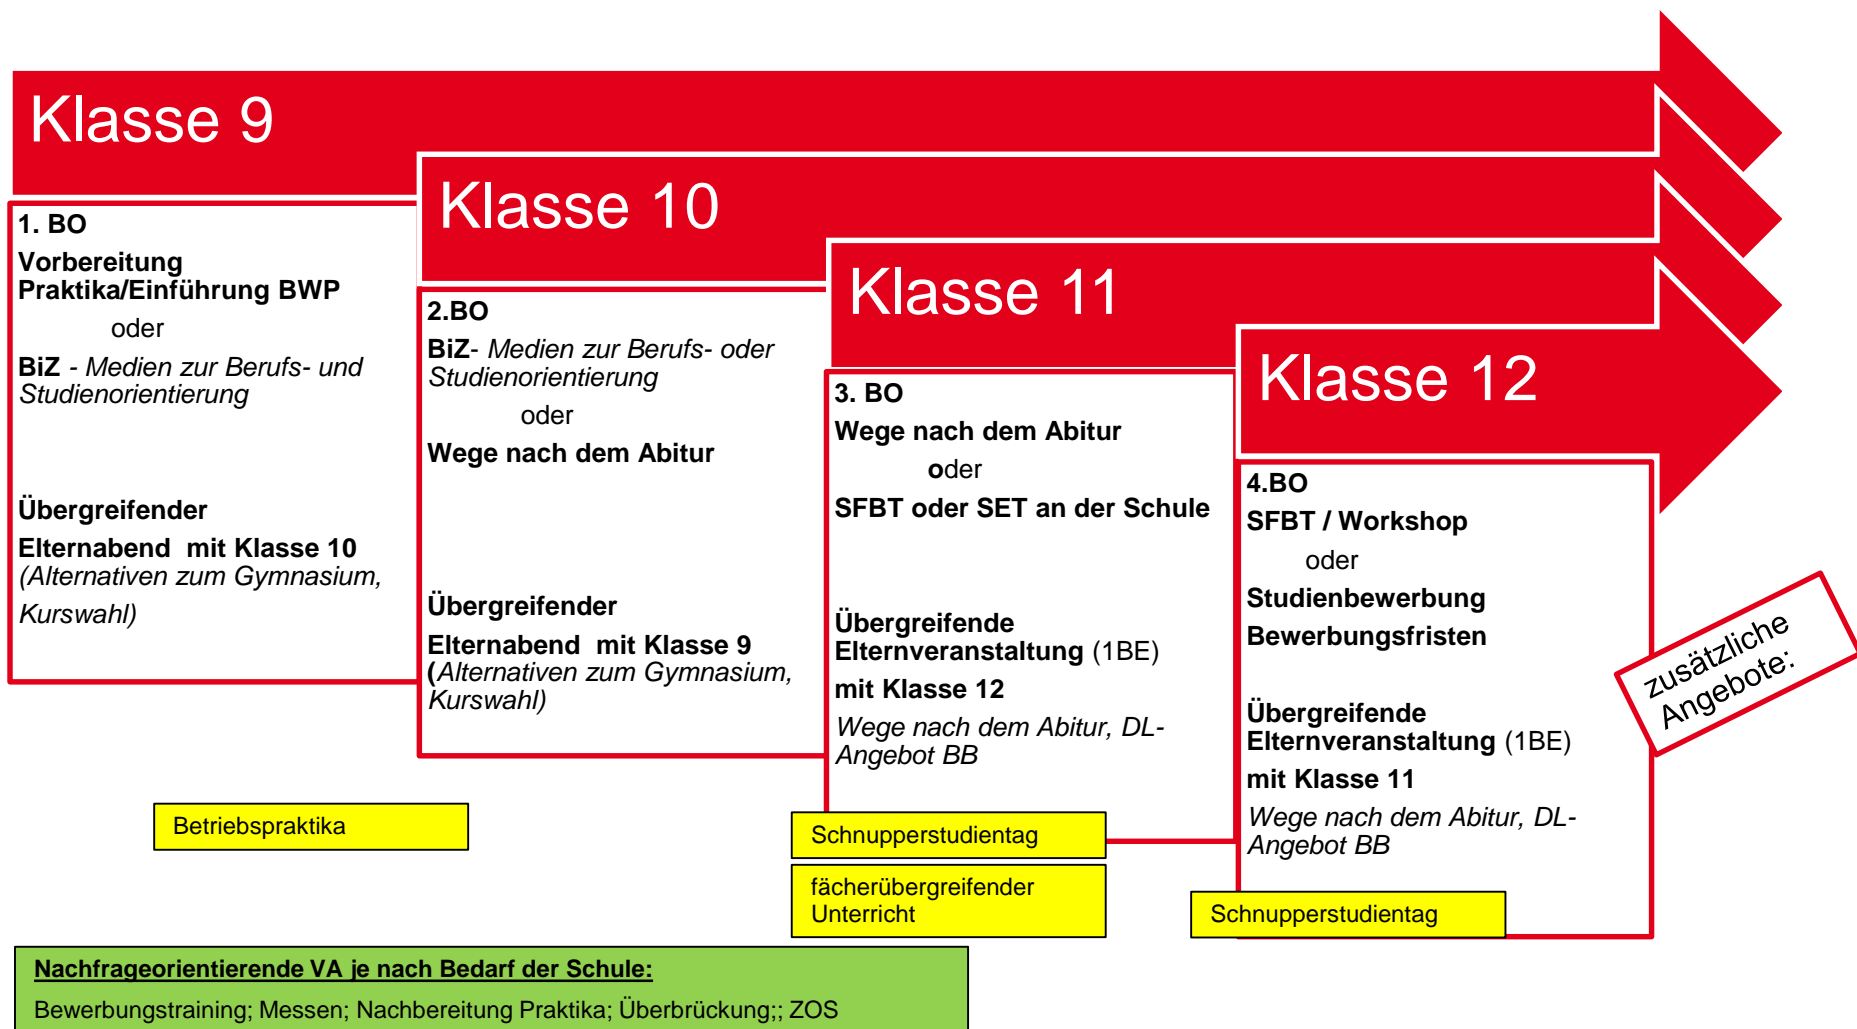 Klasse 9
1. BO
Vorbereitung
Praktika/Einführung BWP
oder
BiZ - Medien zur Berufs- und
Studienorientierung
Übergreifender
Elternabend  mit Klasse 10
(Alternativen zum Gymnasium,
Kurswahl)
Klasse 10
2.BO
BiZ- Medien zur Berufs- oder
Studienorientierung
oder
Wege nach dem Abitur
Übergreifender
Elternabend  mit Klasse 9
(Alternativen zum Gymnasium,
Kurswahl)
Klasse 11
3. BO
Wege nach dem Abitur
oder
SFBT oder SET an der Schule
Übergreifende
Elternveranstaltung (1BE)
mit Klasse 12
Wege nach dem Abitur, DL-
Angebot BB
Klasse 12
4.BO
SFBT / Workshop
oder
Studienbewerbung
Bewerbungsfristen
Übergreifende
Elternveranstaltung (1BE)
mit Klasse 11
Wege nach dem Abitur, DL-
Angebot BB
zusätzliche
Angebote:
Betriebspraktika
Schnupperstudientag
fächerübergreifender
Unterricht
Schnupperstudientag
Nachfrageorientierende VA je nach Bedarf der Schule:
Bewerbungstraining; Messen; Nachbereitung Praktika; Überbrückung;; ZOS